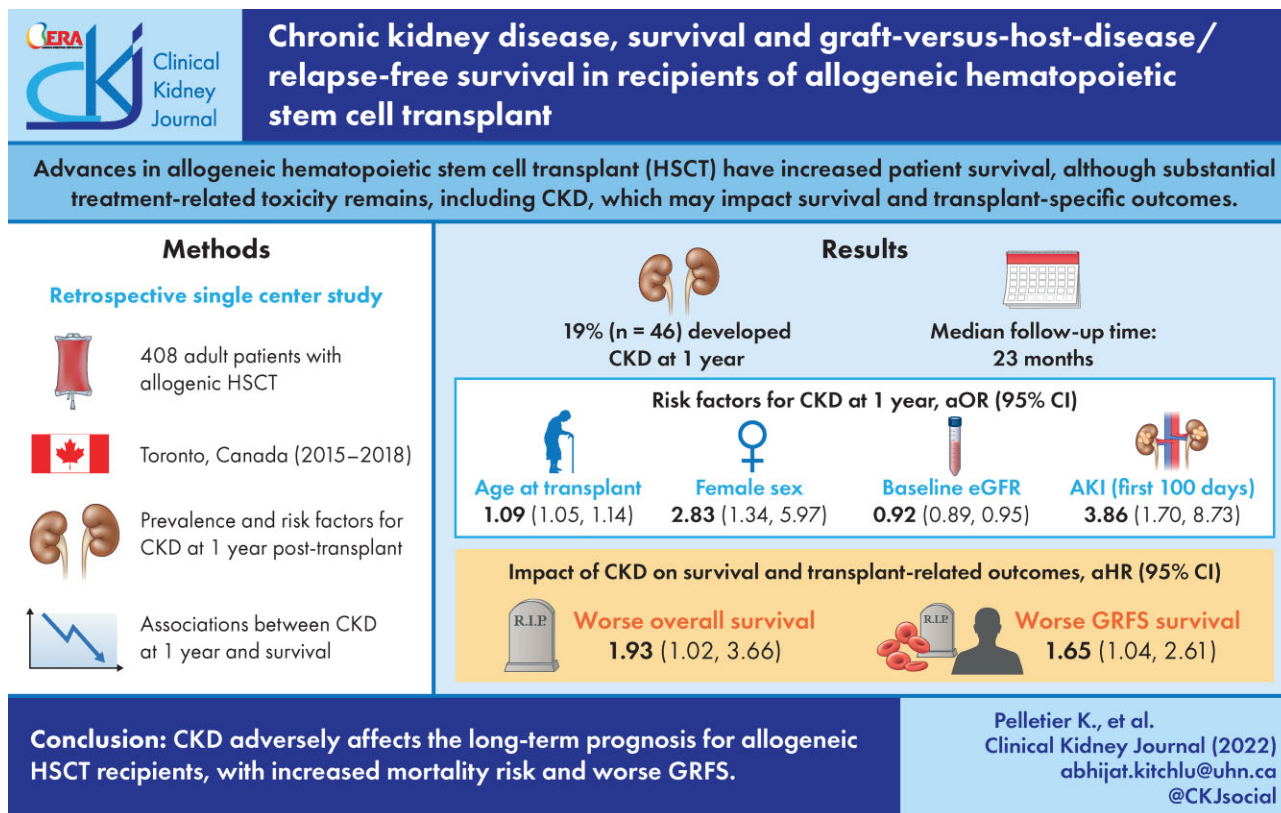 ERA
CKJ
Clinical
Kidney
Journal
Chronic kidney disease, survival and graft-versus-host-disease/
relapse-free survival in recipients of allogeneic hematopoietic
stem cell transplant
Advances in allogeneic hematopoietic stem cell transplant (HSCT) have increased patient survival, although substantial
treatment-related toxicity remains, including CKD, which may impact survival and transplant-specific outcomes.
Methods
Retrospective single center study
408 adult patients with
allogenic HSCT
Toronto, Canada (2015–2018)
Prevalence and risk factors for
CKD at 1 year post-transplant
Associations between CKD
at 1 year and survival
Results
19% (n = 46) developed
CKD at 1 year
Median follow-up time:
23 months
Risk factors for CKD at 1 year, aOR (95% CI)
Age at transplant
1.09 (1.05, 1.14)
Female sex
2.83 (1.34, 5.97)
Baseline eGFR
0.92 (0.89, 0.95)
AKI (first 100 days)
3.86 (1.70, 8.73)
Impact of CKD on survival and transplant-related outcomes, aHR (95% CI)
R.I.P.
Worse overall survival
1.93 (1.02, 3.66)
R.I.P.
Worse GRFS survival
1.65 (1.04, 2.61)
Conclusion: CKD adversely affects the long-term prognosis for allogeneic
HSCT recipients, with increased mortality risk and worse GRFS.
Pelletier K., et al.
Clinical Kidney Journal (2022)
abhijat.kitchlu@uhn.ca
@CKJsocial